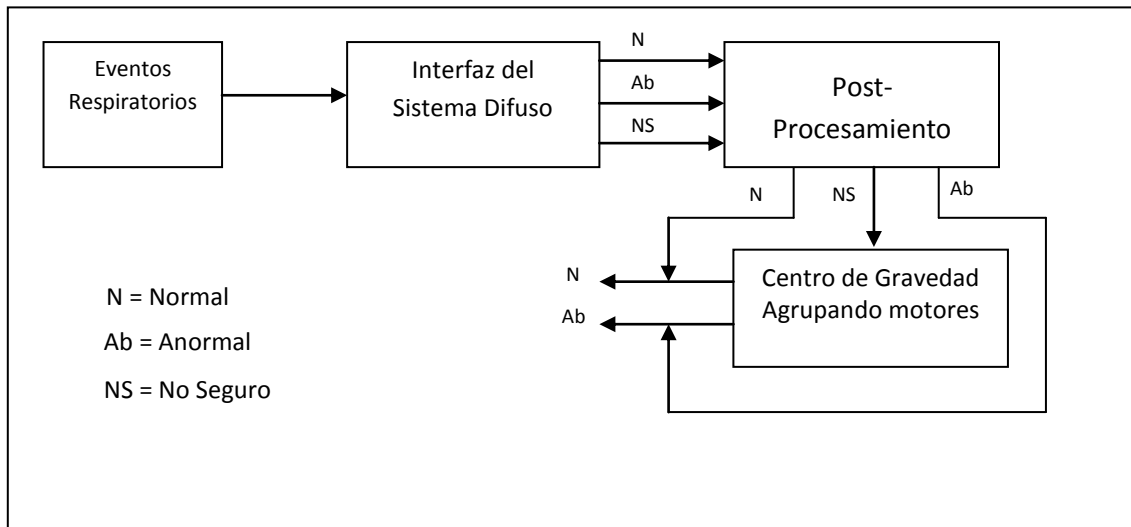 Eventos
Respiratorios
Interfaz del
Sistema Difuso
N
Ab
NS
Post-
Procesamiento
N
NS
Ab
Centro de Gravedad
Agrupando motores
N
Ab
N = Normal
Ab = Anormal
NS = No Seguro